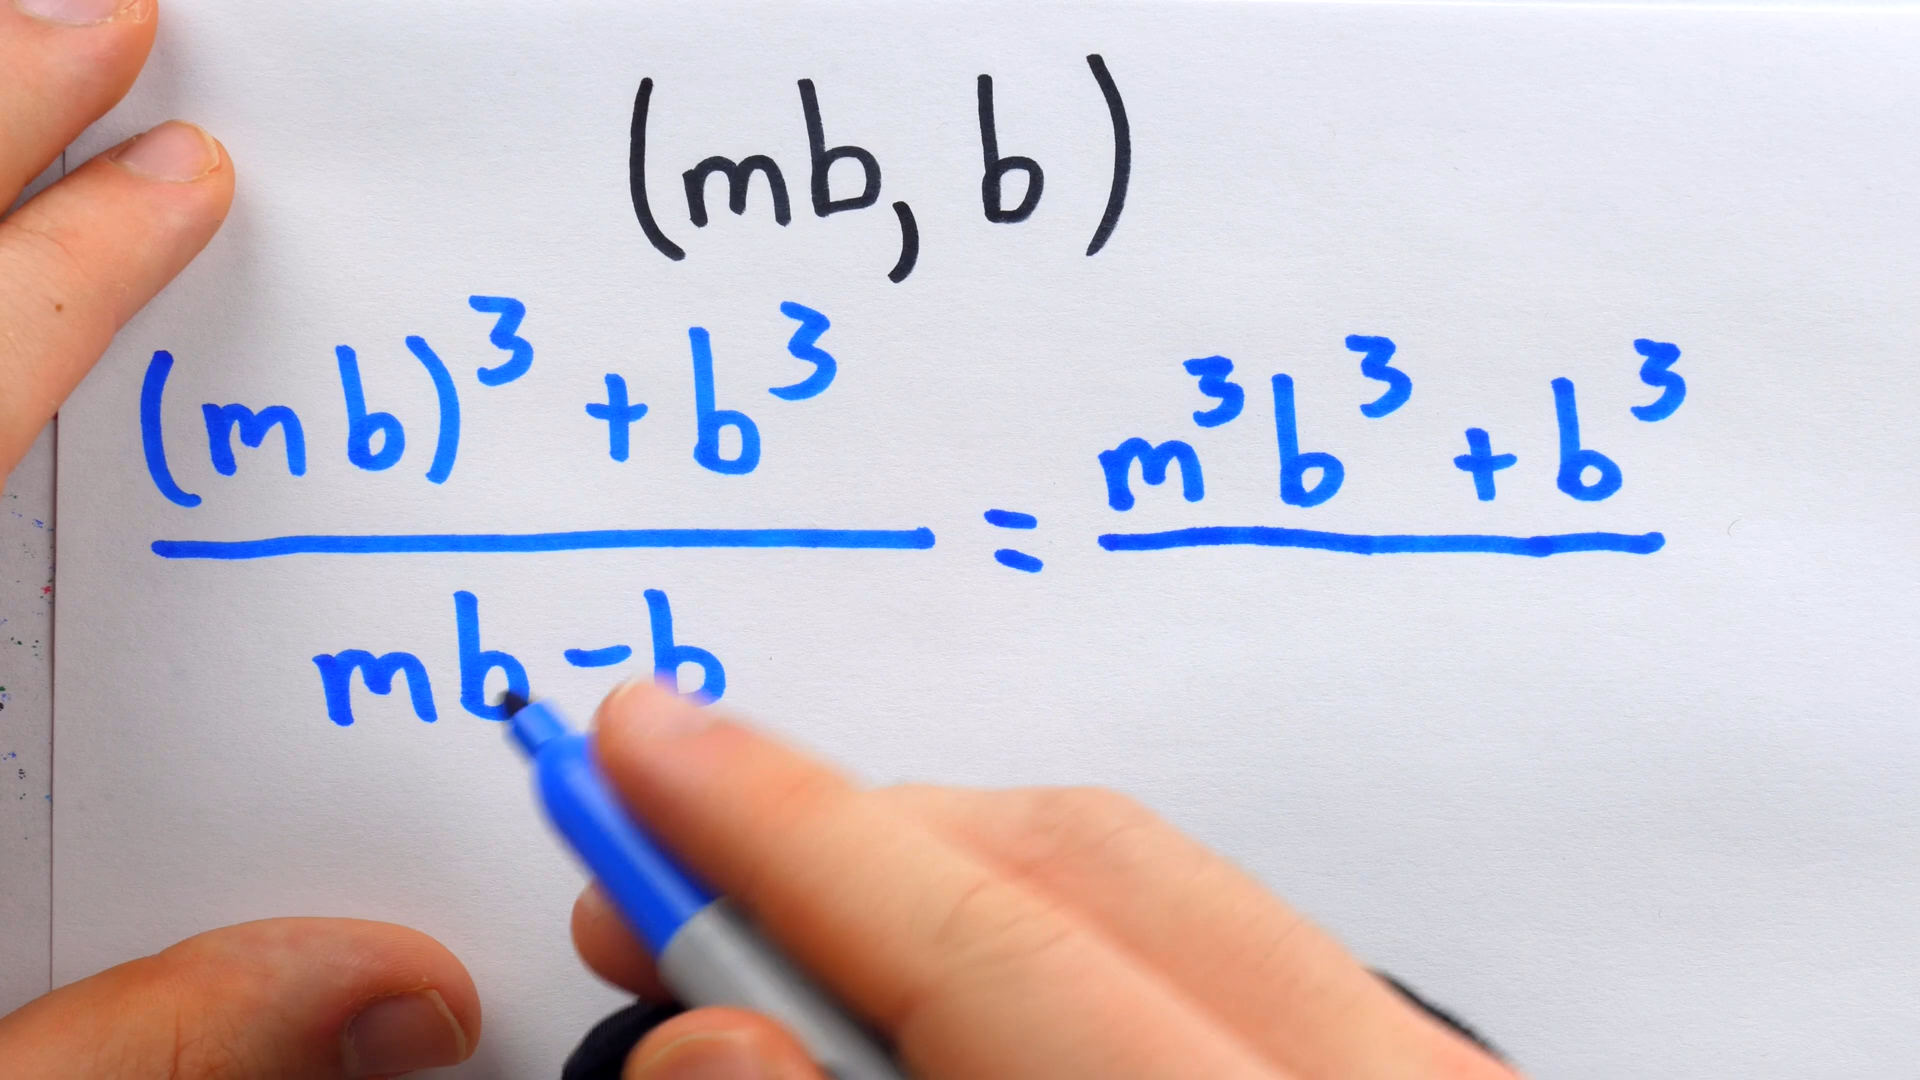 (mb, b)
(mb)³ + b³ = m³b³ + b³
mb - b